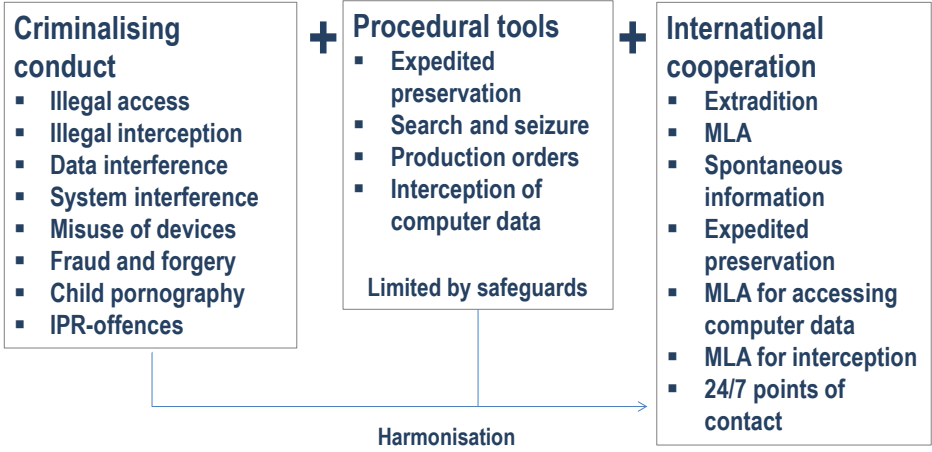 Criminalising
conduct
▪ Illegal access
▪ Illegal interception
▪ Data interference
▪ System interference
▪ Misuse of devices
▪ Fraud and forgery
▪ Child pornography
▪ IPR-offences
+
Procedural tools
▪ Expedited
preservation
▪ Search and seizure
▪ Production orders
▪ Interception of
computer data
Limited by safeguards
+
International
cooperation
▪ Extradition
▪ MLA
▪ Spontaneous
information
▪ Expedited
preservation
▪ MLA for accessing
computer data
▪ MLA for interception
▪ 24/7 points of
contact
Harmonisation